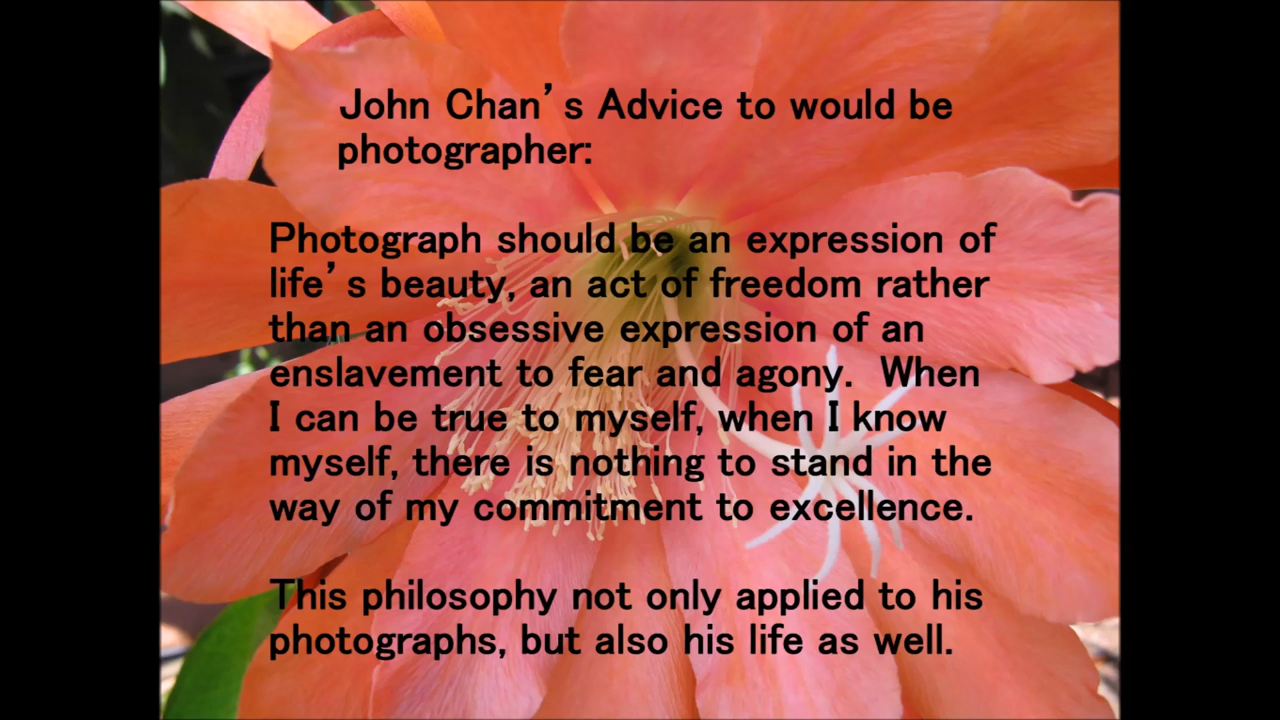 John Chan’s Advice to would be
photographer:
Photograph should be an expression of
life’s beauty, an act of freedom rather
than an obsessive expression of an
enslavement to fear and agony.  When
I can be true to myself, when I know
myself, there is nothing to stand in the
way of my commitment to excellence.
This philosophy not only applied to his
photographs, but also his life as well.